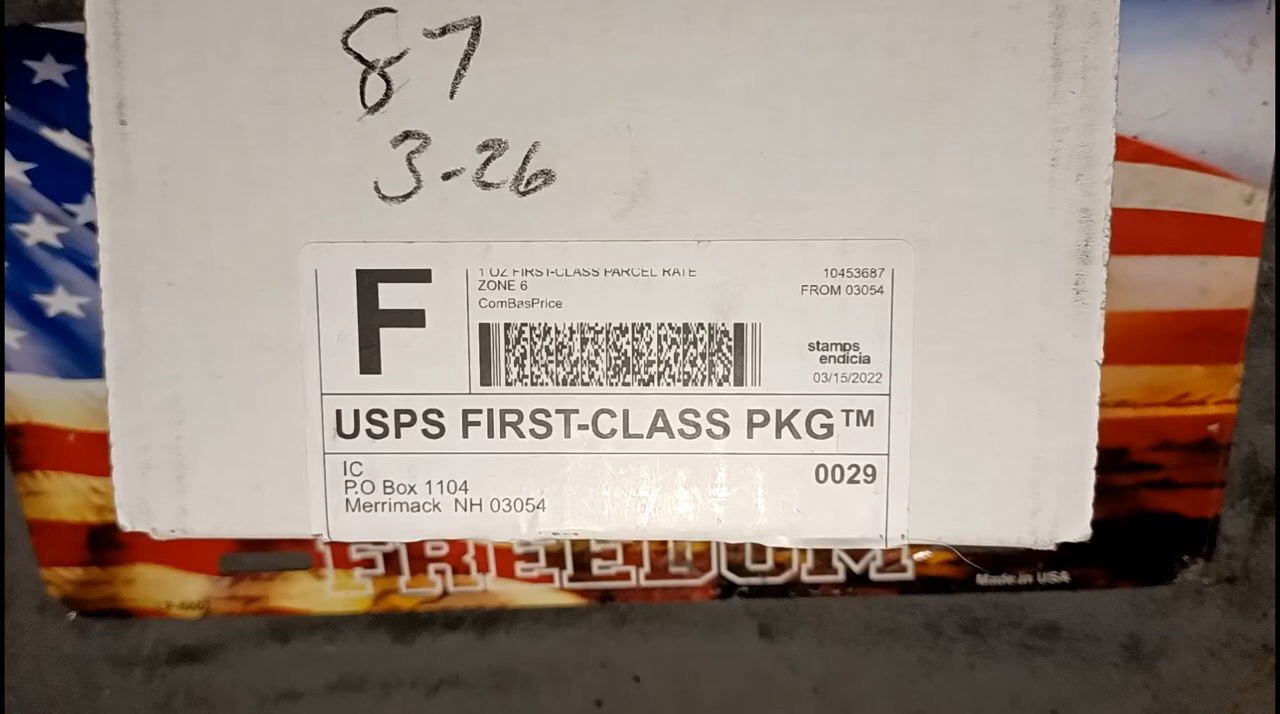 87
3-26
F
1 OZ FIRST-CLASS PARCEL RATE
ZONE 6
ComBasPrice
10453687
FROM 03054
stamps
endicia
03/15/2022
USPS FIRST-CLASS PKG™
IC
P.O Box 1104
Merrimack NH 03054
0029
FREEDOM
Made in USA